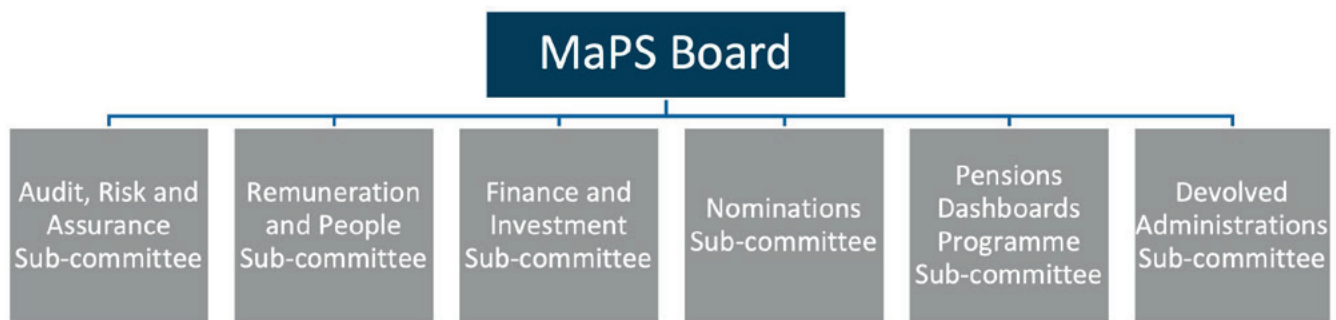 MaPS Board
Audit, Risk and
Assurance
Sub-committee
Remuneration
and People
Sub-committee
Finance and
Investment
Sub-committee
Nominations
Sub-committee
Pensions
Dashboards
Programme
Sub-committee
Devolved
Administrations
Sub-committee